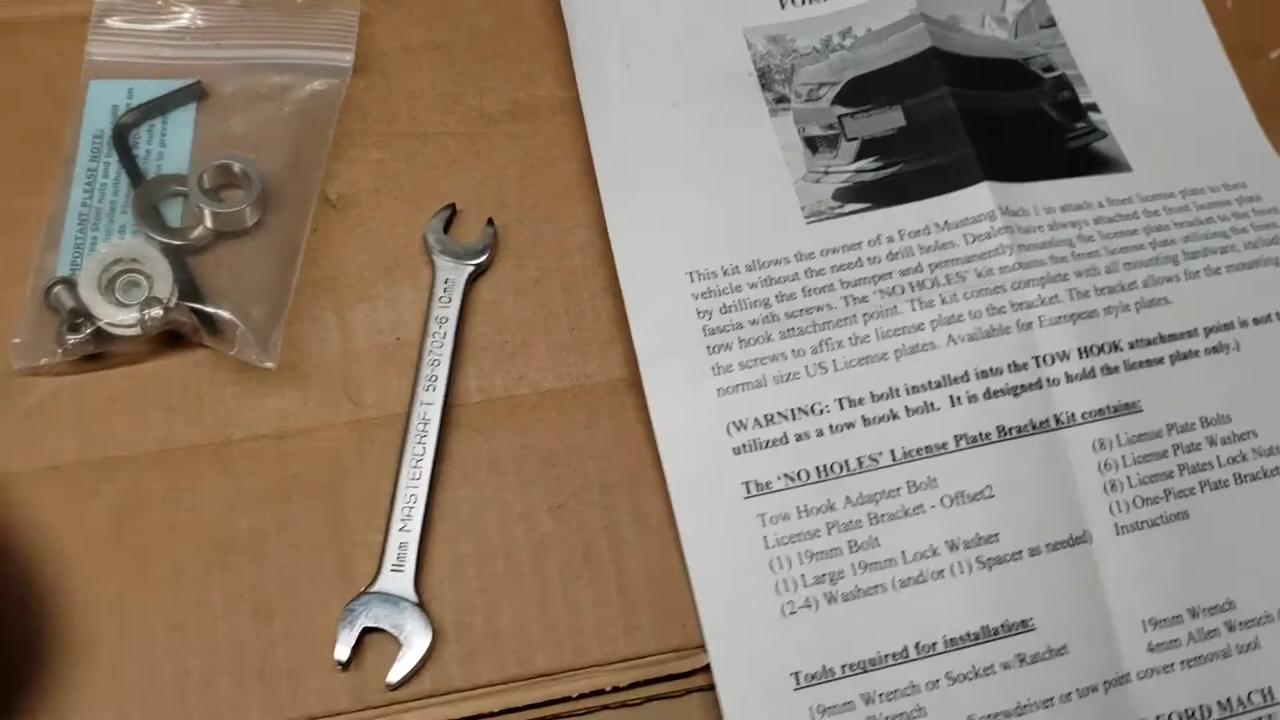 IMPORTANT PLEASE NOTE:
11mm MASTERCRAFT 58-8702-6 10mm
This kit allows the owner of a Ford Mustang Mach 1 to attach a front license plate to their
vehicle without the need to drill holes. Dealers have always attached the front license plate
by drilling the front bumper and permanently mounting the license plate bracket to the front
fascia with screws. The 'NO HOLES' kit mounts the front license plate utilizing the front
tow hook attachment point. The kit comes complete with all mounting hardware,
the screws to affix the license plate to the bracket. The bracket allows for the mounting
normal size US License plates. Available for European style plates.
(WARNING: The bolt installed into the TOW HOOK attachment point is not
utilized as a tow hook bolt. It is designed to hold the license plate only.)
The 'NO HOLES' License Plate Bracket Kit contains:
Tow Hook Adapter Bolt
License Plate Bracket - Offset2
(1) 19mm Bolt
(1) Large 19mm Lock Washer
(2-4) Washers (and/or (1) Spacer as needed)
(8) License Plate Bolts
(6) License Plate Washers
(8) License Plates Lock Nuts
(1) One-Piece Plate Bracket
Instructions
Tools required for installation:
19mm Wrench or Socket w/Ratchet
19mm Wrench
4mm Allen Wrench
Wrench
Screwdriver or tow point cover removal tool
FORD MACH